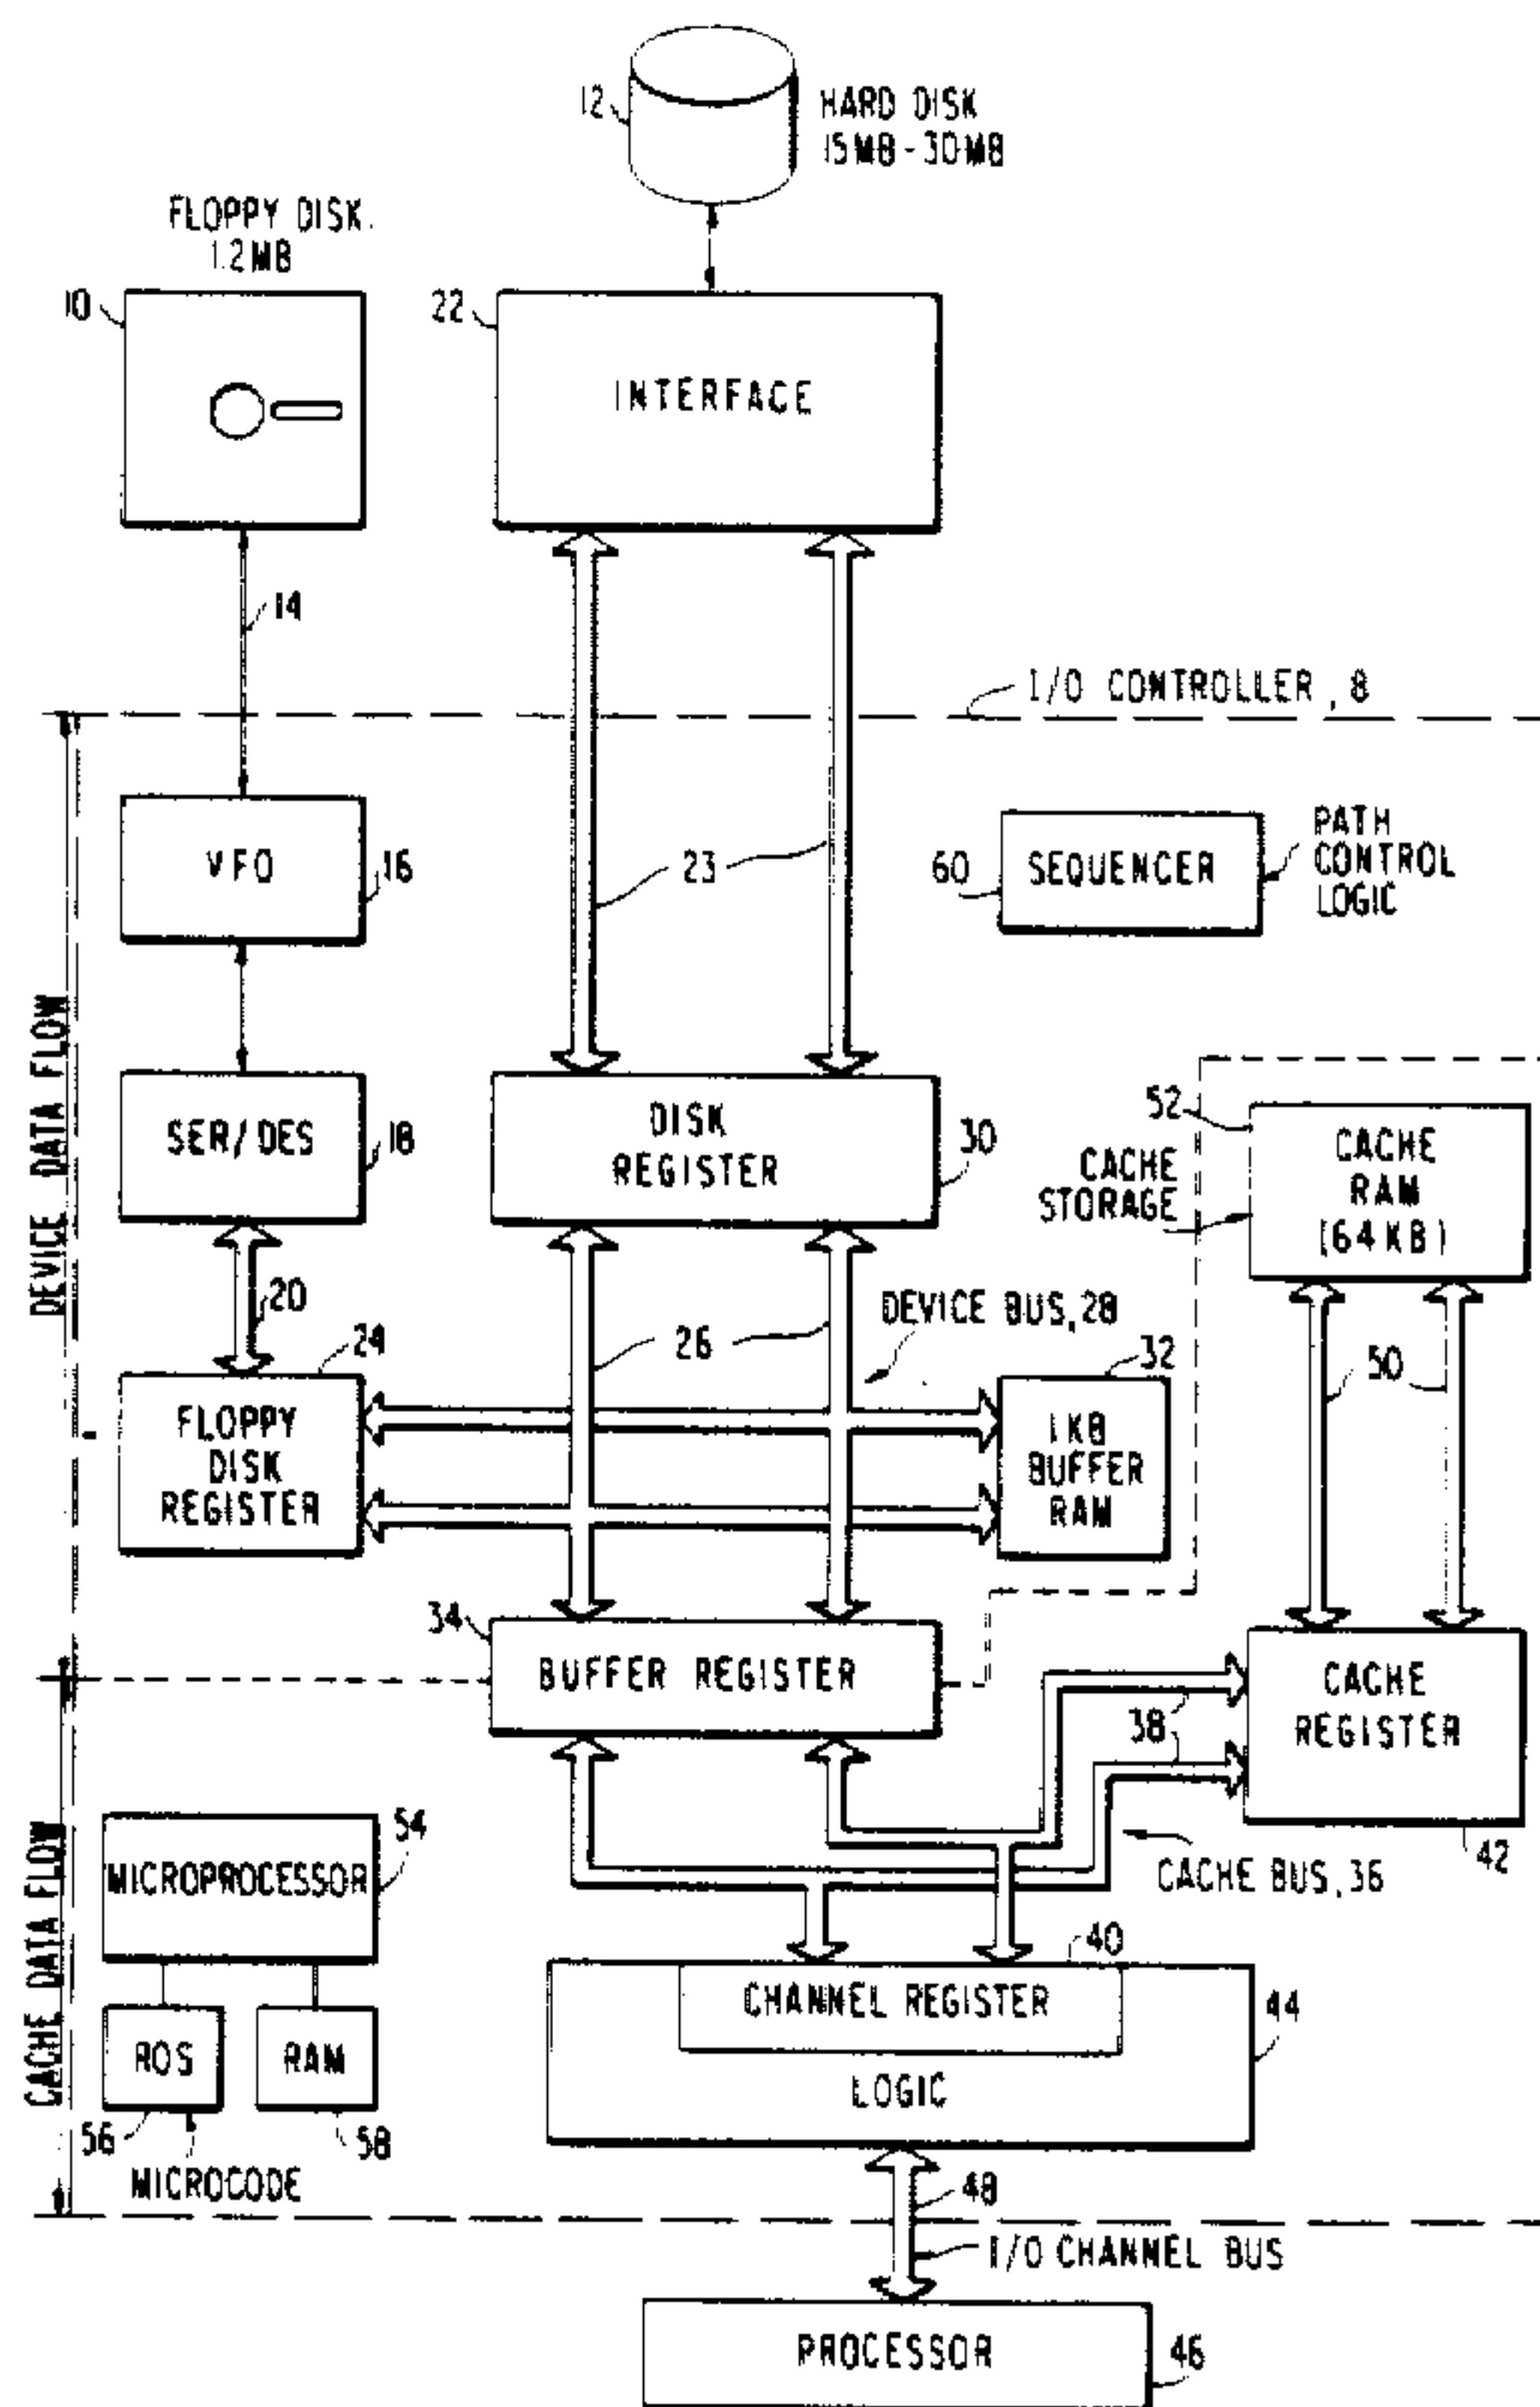 12
HARD DISK
15MB-30MB
FLOPPY DISK
1.2MB
10
22
INTERFACE
14
I/O CONTROLLER, 8
VFO
16
23
60
SEQUENCER
PATH
CONTROL
LOGIC
DEVICE DATA FLOW
SER/DES
18
DISK
REGISTER
30
52
CACHE
STORAGE
CACHE
RAM
(64KB)
20
24
26
DEVICE BUS, 28
32
50
FLOPPY
DISK
REGISTER
1KB
BUFFER
RAM
34
BUFFER REGISTER
38
CACHE
REGISTER
42
CACHE DATA FLOW
MICROPROCESSOR
54
CACHE BUS, 36
40
CHANNEL REGISTER
44
LOGIC
ROS
RAM
56
58
MICROCODE
48
I/O CHANNEL BUS
PROCESSOR
46